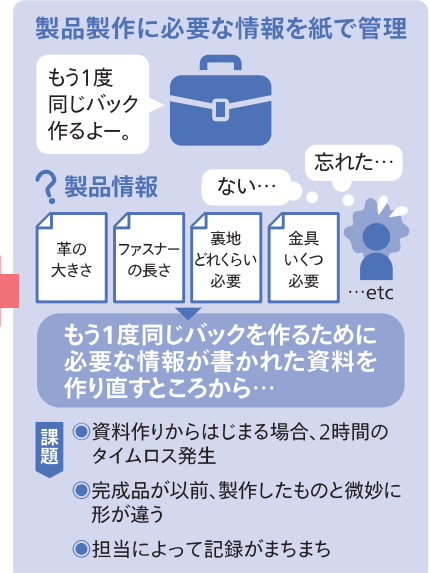 製品製作に必要な情報を紙で管理
もう1度
同じバック
作るよー。
忘れた…
ない…
?製品情報
革の
大きさ
ファスナー
の長さ
裏地
どれくらい
必要
金具
いくつ
必要
…etc
もう1度同じバックを作るために
必要な情報が書かれた資料を
作り直すところから…
課題
◉資料作りからはじまる場合、2時間の
タイムロス発生
◉完成品が以前、製作したものと微妙に
形が違う
◉担当によって記録がまちまち